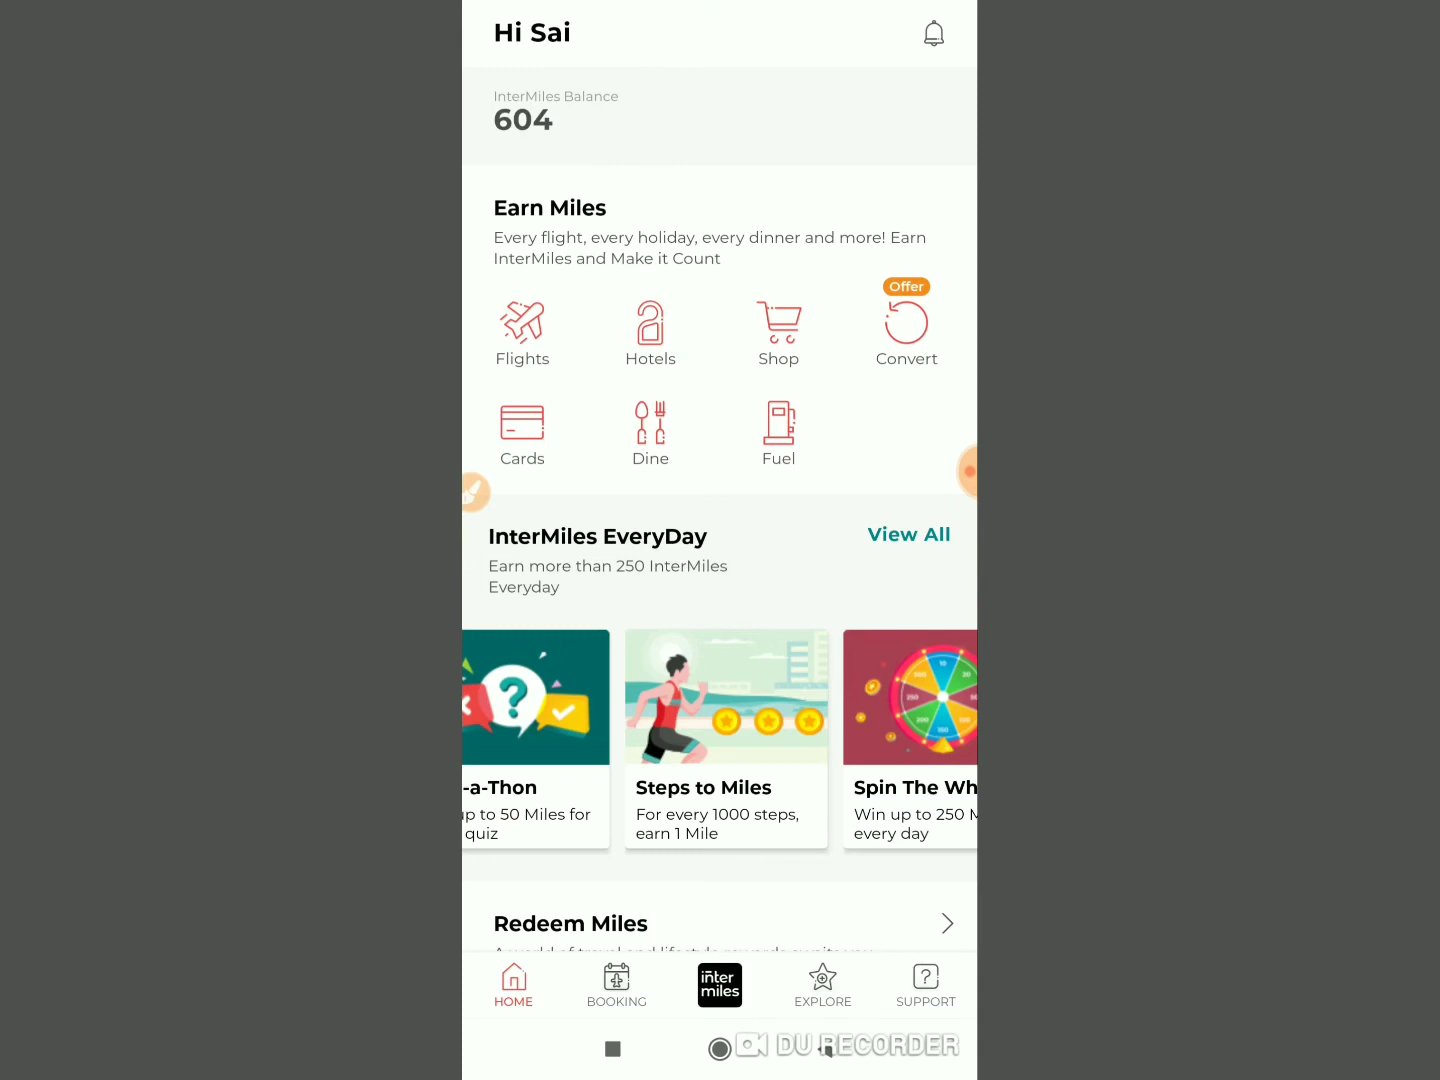 Hi Sai
InterMiles Balance
604
Earn Miles
Every flight, every holiday, every dinner and more! Earn
InterMiles and Make it Count
Offer
Flights Hotels Shop Convert
Cards Dine Fuel
InterMiles EveryDay View All
Earn more than 250 InterMiles
Everyday
-a-Thon
up to 50 Miles for
quiz
Steps to Miles
For every 1000 steps,
earn 1 Mile
Spin The Wh
Win up to 250 M
every day
Redeem Miles
HOME BOOKING inter miles EXPLORE SUPPORT
DU RECORDER